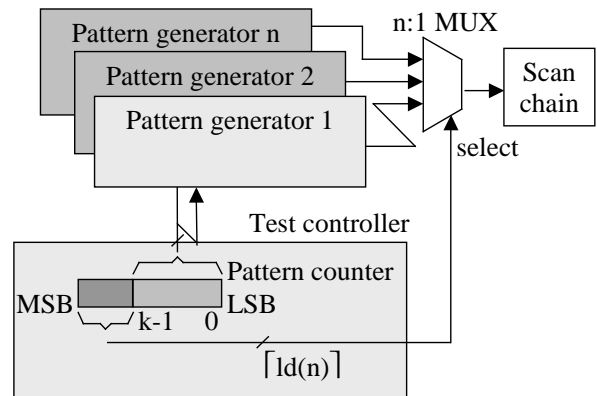 Pattern generator n
n:1 MUX
Pattern generator 2
Scan
chain
Pattern generator 1
select
Test controller
Pattern counter
MSB
LSB
k-1
0
⌈ld(n)⌉